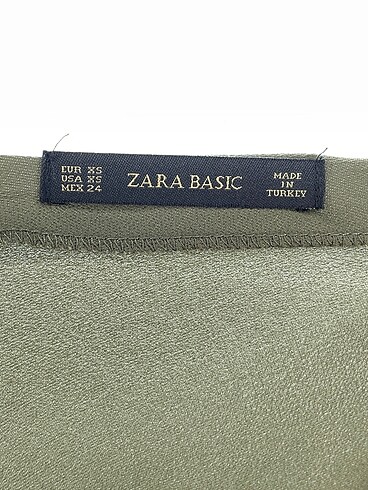 EUR XS
USA XS
MEX 24
ZARA BASIC
MADE
IN
TURKEY